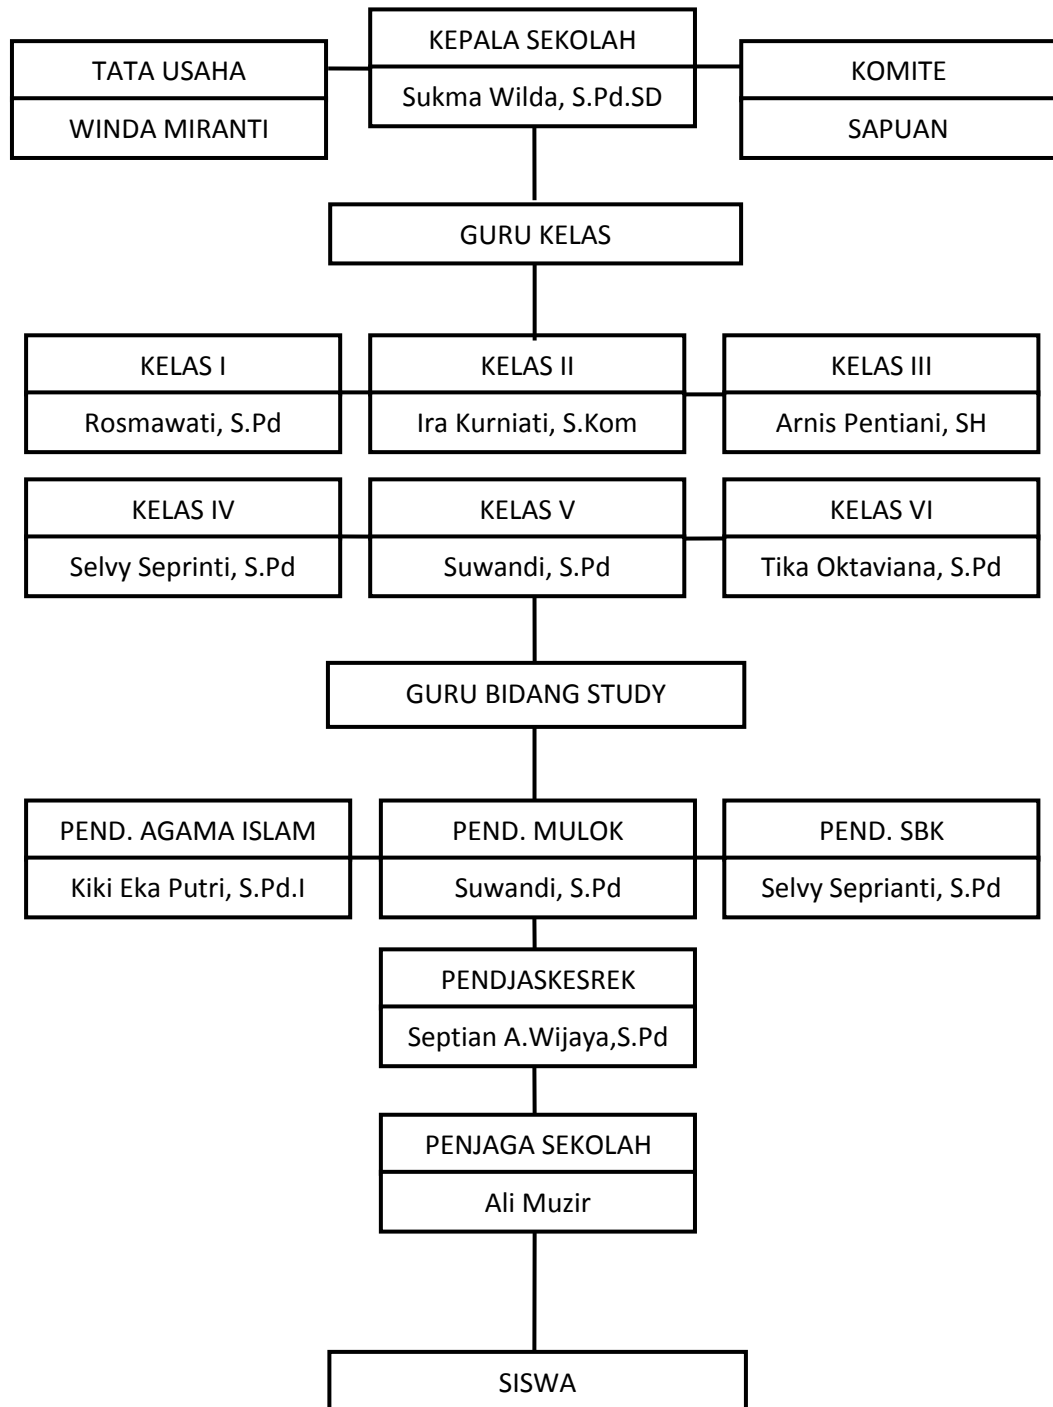 KEPALA SEKOLAH
Sukma Wilda, S.Pd.SD
TATA USAHA
WINDA MIRANTI
KOMITE
SAPUAN
GURU KELAS
KELAS I
Rosmawati, S.Pd
KELAS II
Ira Kurniati, S.Kom
KELAS III
Arnis Pentiani, SH
KELAS IV
Selvy Seprinti, S.Pd
KELAS V
Suwandi, S.Pd
KELAS VI
Tika Oktaviana, S.Pd
GURU BIDANG STUDY
PEND. AGAMA ISLAM
Kiki Eka Putri, S.Pd.I
PEND. MULOK
Suwandi, S.Pd
PEND. SBK
Selvy Seprianti, S.Pd
PENDJASKESREK
Septian A.Wijaya,S.Pd
PENJAGA SEKOLAH
Ali Muzir
SISWA